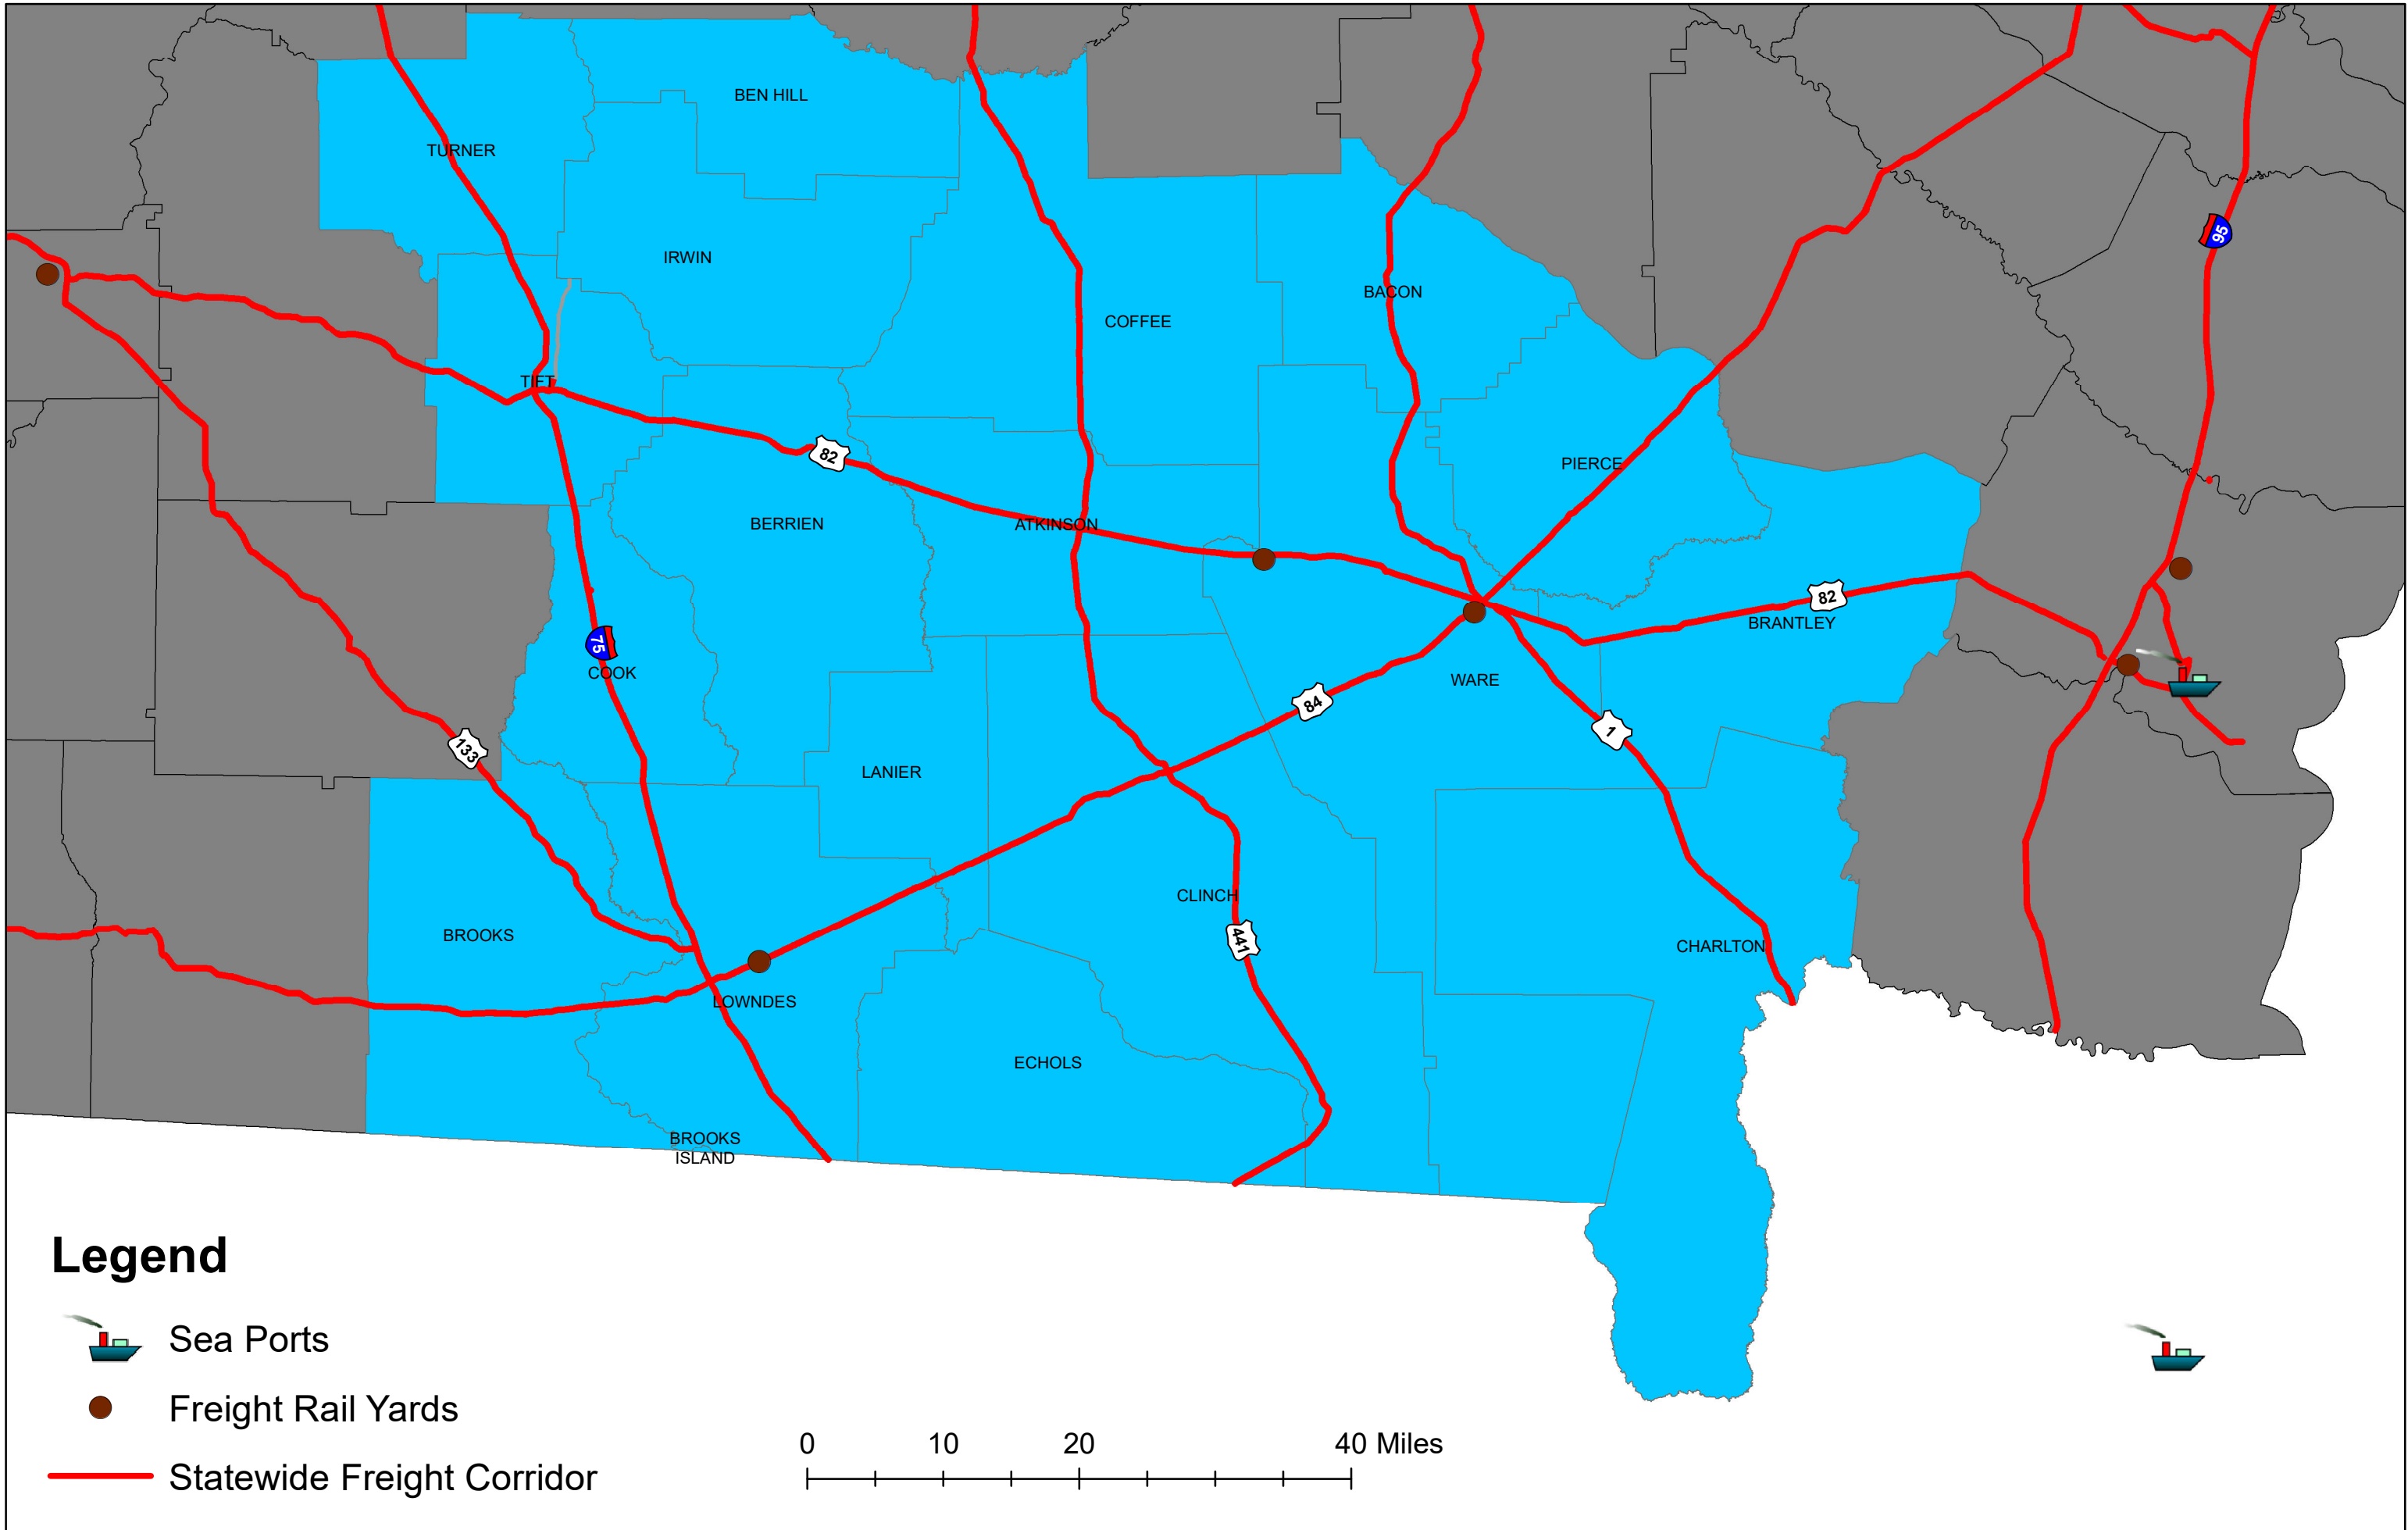 BEN HILL
TURNER
95
IRWIN
BACON
COFFEE
TIFT
82
PIERCE
BERRIEN
ATKINSON
82
BRANTLEY
75
COOK
WARE
84
1
133
LANIER
CLINCH
BROOKS
441
CHARLTON
LOWNDES
ECHOLS
BROOKS
ISLAND
Legend
Sea Ports
Freight Rail Yards
Statewide Freight Corridor
0 10 20 40 Miles